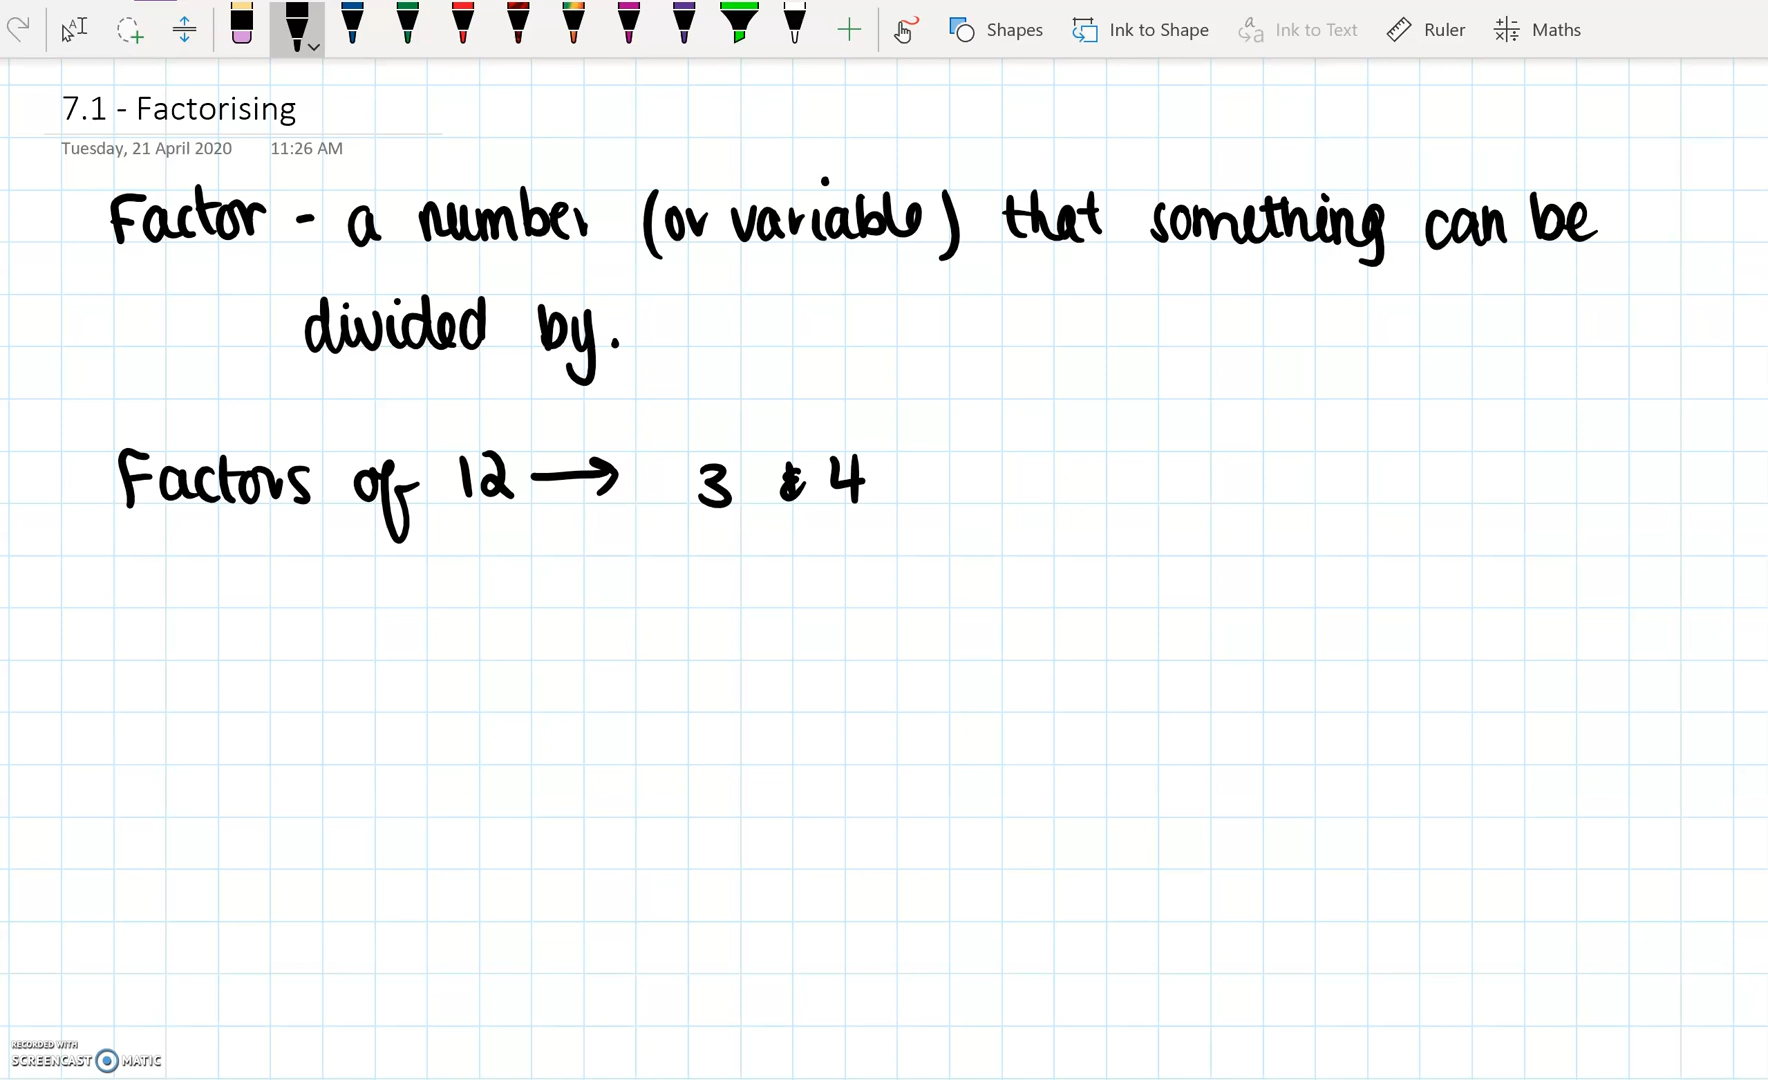 Shapes Ink to Shape Ink to Text Ruler Maths
7.1 - Factorising
Tuesday, 21 April 2020 11:26 AM
Factor - a number (or variable) that something can be
divided by.
Factors of 12 → 3 & 4
RECORDED WITH
SCREENCAST MATIC